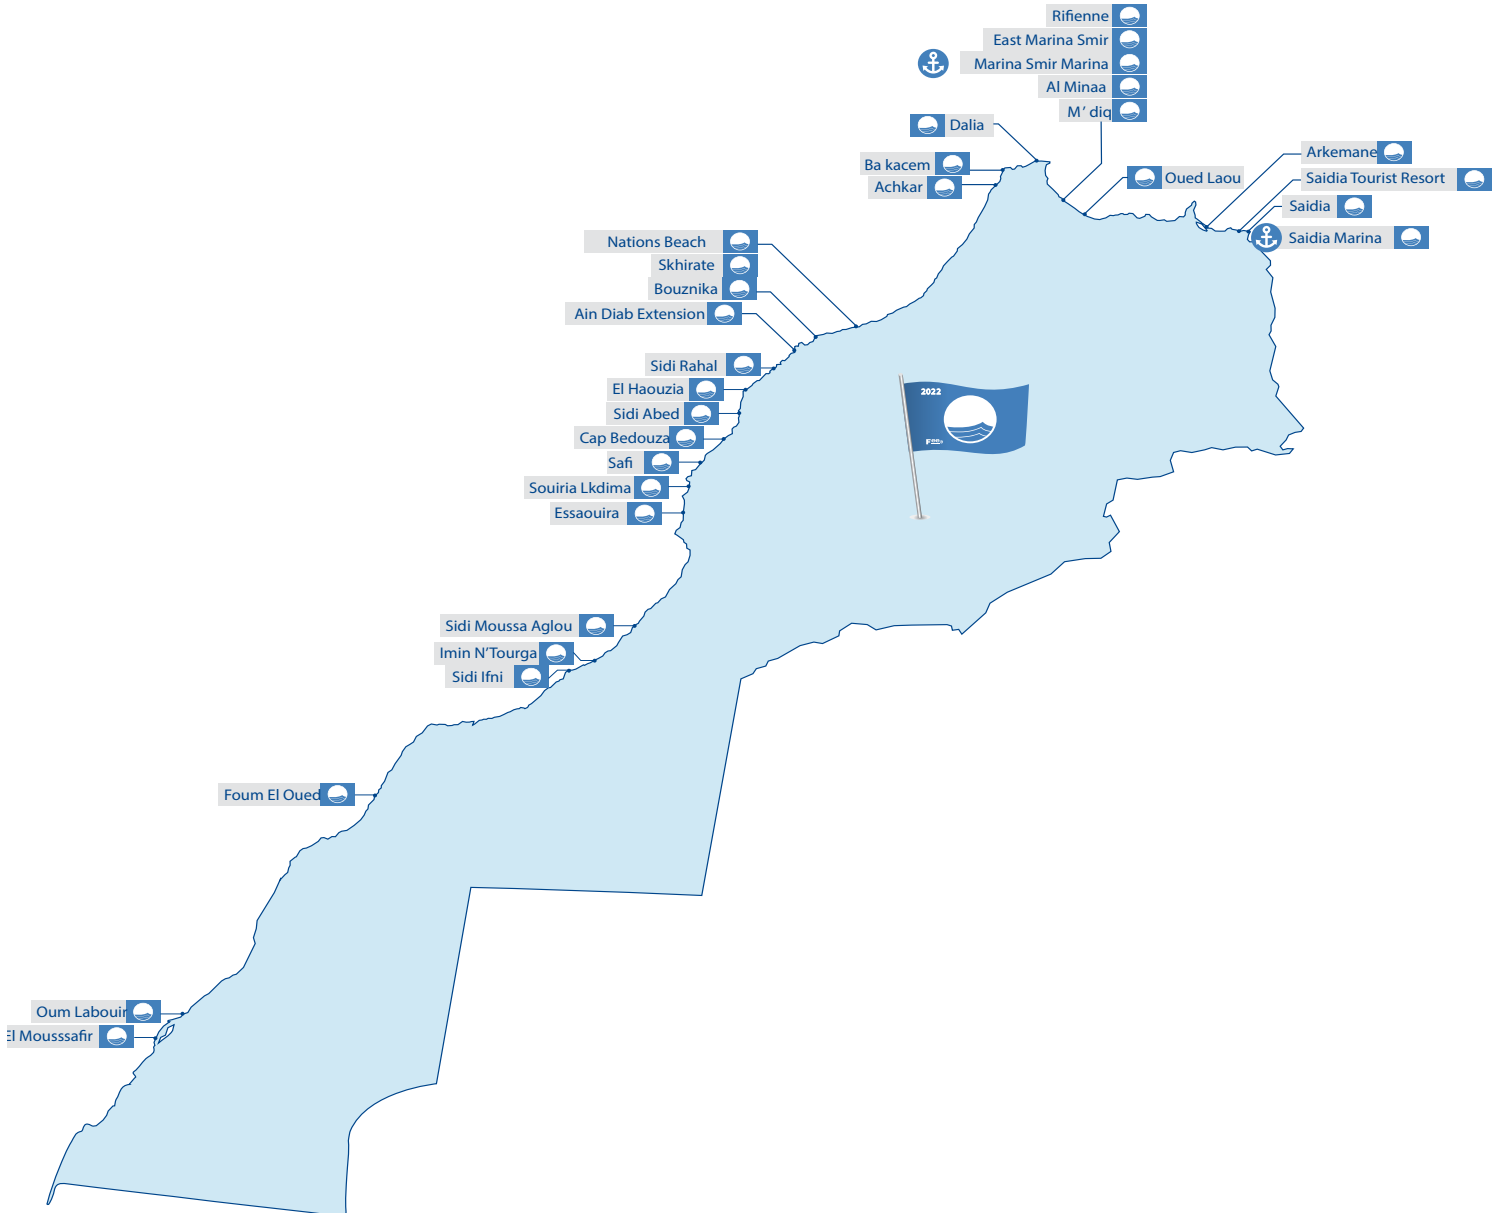 Rifienne
East Marina Smir
Marina Smir Marina
Al Minaa
M’ diq
Dalia
Arkemane
Ba kacem
Oued Laou
Saidia Tourist Resort
Achkar
Saidia
Saidia Marina
Nations Beach
Skhirate
Bouznika
Ain Diab Extension
Sidi Rahal
El Haouzia
2022
Sidi Abed
Cap Bedouza
Safi
Souiria Lkdima
Essaouira
Sidi Moussa Aglou
Imin N’Tourga
Sidi Ifni
Foum El Oued
Oum Labouir
El Mousssafir